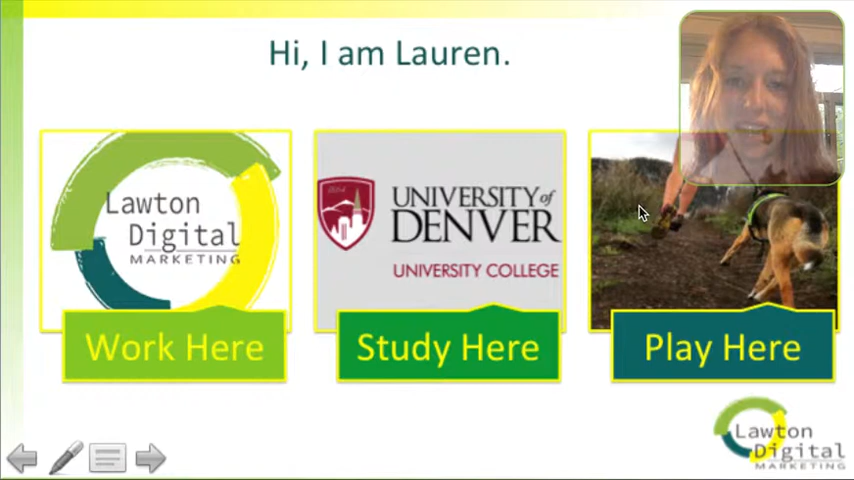 Hi, I am Lauren.
Lawton
Digital
MARKETING
UNIVERSITY of
DENVER
UNIVERSITY COLLEGE
Work Here
Study Here
Play Here
Lawton
Digital
MARKETING